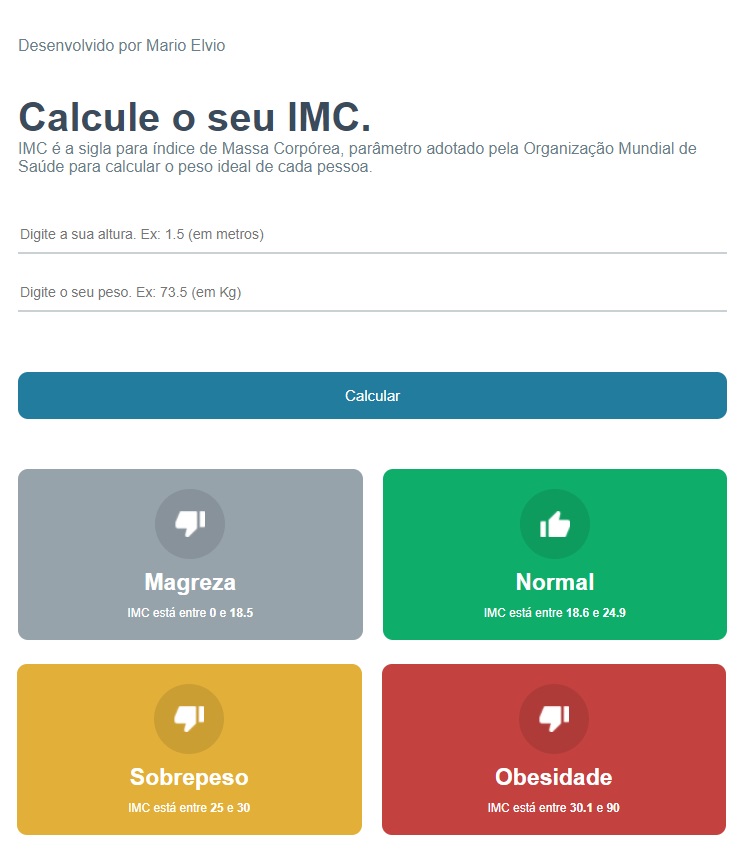 Desenvolvido por Mario Elvio
Calcule o seu IMC.
IMC é a sigla para índice de Massa Corpórea, parâmetro adotado pela Organização Mundial de
Saúde para calcular o peso ideal de cada pessoa.
Digite a sua altura. Ex: 1.5 (em metros)
Digite o seu peso. Ex: 73.5 (em Kg)
Calcular
Magreza
IMC está entre 0 e 18.5
Normal
IMC está entre 18.6 e 24.9
Sobrepeso
IMC está entre 25 e 30
Obesidade
IMC está entre 30.1 e 90